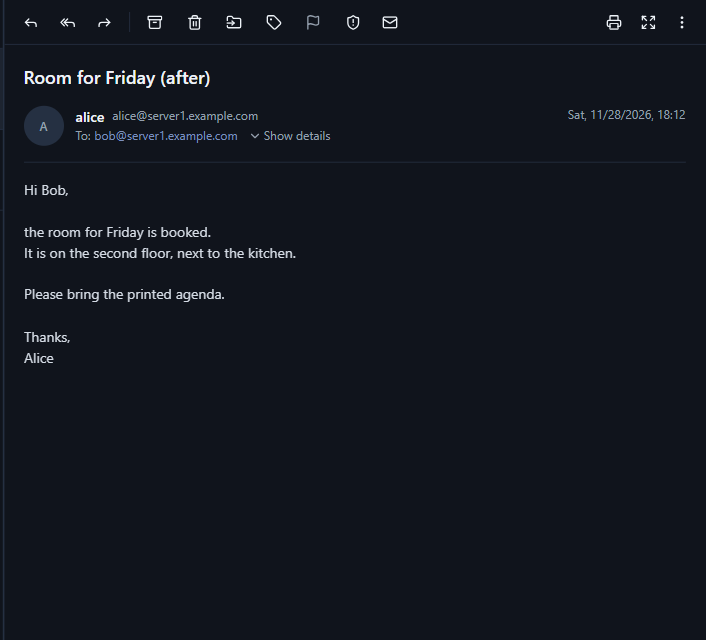 Room for Friday (after)
A
alice alice@server1.example.com
Sat, 11/28/2026, 18:12
To: bob@server1.example.com Show details
Hi Bob,
the room for Friday is booked.
It is on the second floor, next to the kitchen.
Please bring the printed agenda.
Thanks,
Alice